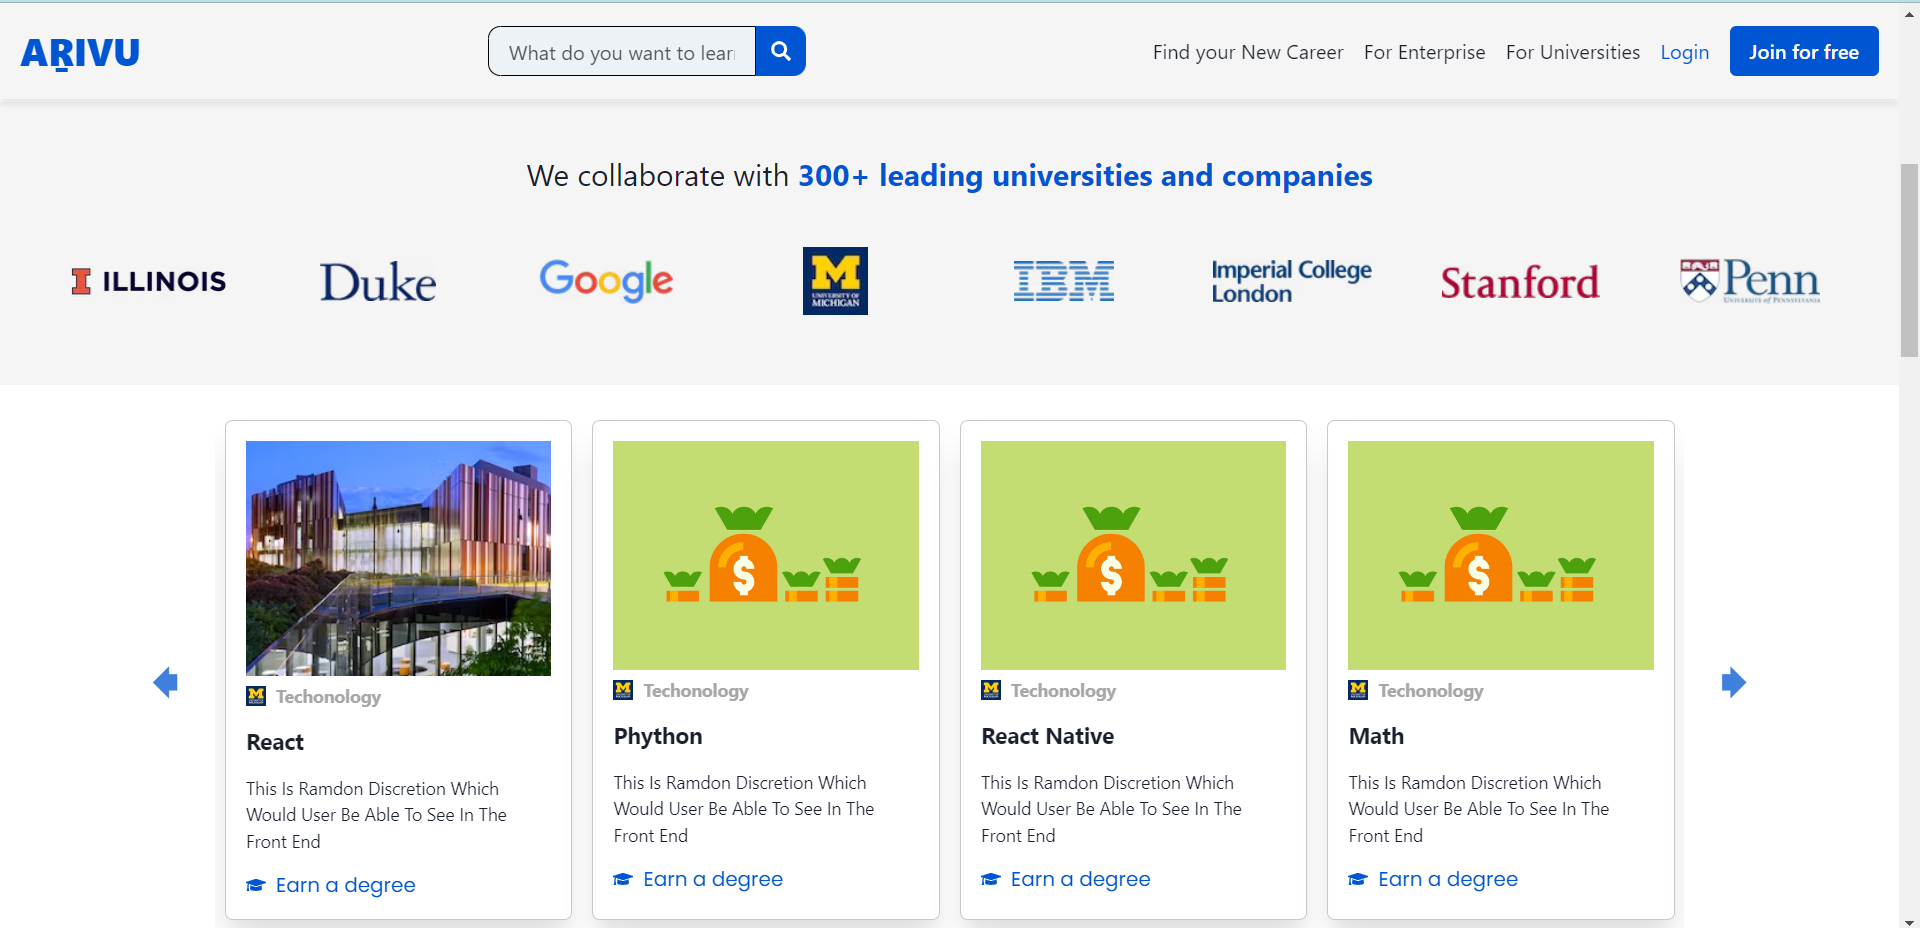 AṞIVU
What do you want to lear
Find your New Career
For Enterprise
For Universities
Login
Join for free
We collaborate with 300+ leading universities and companies
I ILLINOIS
Duke
Google
M
UNIVERSITY OF
MICHIGAN
IBM
Imperial College
London
Stanford
Penn
UNIVERSITY of PENNSYLVANIA
$
$
$
M Techonology
React
This Is Ramdon Discretion Which
Would User Be Able To See In The
Front End
Earn a degree
M Techonology
Phython
This Is Ramdon Discretion Which
Would User Be Able To See In The
Front End
Earn a degree
M Techonology
React Native
This Is Ramdon Discretion Which
Would User Be Able To See In The
Front End
Earn a degree
M Techonology
Math
This Is Ramdon Discretion Which
Would User Be Able To See In The
Front End
Earn a degree